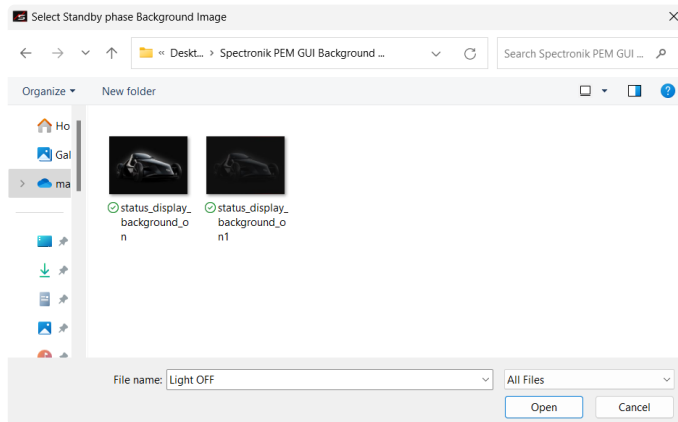 Select Standby phase Background Image
« Deskt... › Spectronik PEM GUI Background ...
Search Spectronik PEM GUI ...
Organize
New folder
Ho
Gal
ma
status_display_
background_o
n
status_display_
background_o
n1
File name: Light OFF
All Files
Open
Cancel